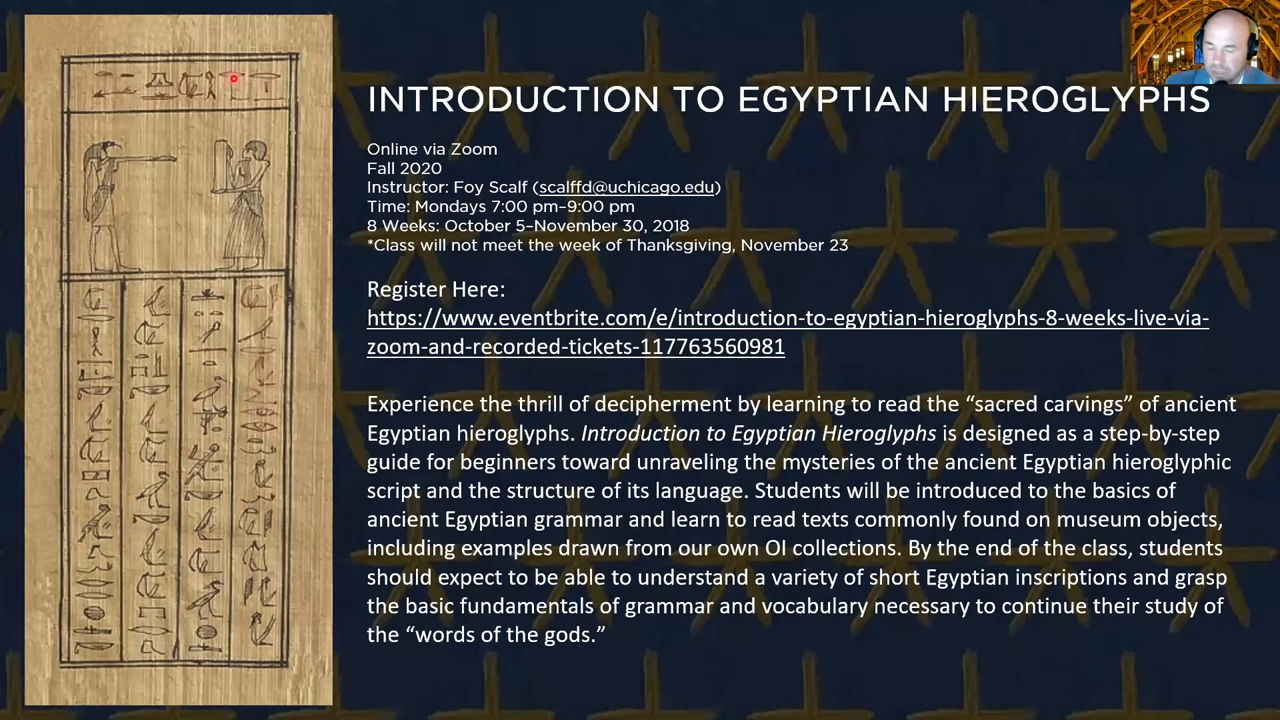 INTRODUCTION TO EGYPTIAN HIEROGLYPHS
Online via Zoom
Fall 2020
Instructor: Foy Scalf (scalffd@uchicago.edu)
Time: Mondays 7:00 pm–9:00 pm
8 Weeks: October 5–November 30, 2018
*Class will not meet the week of Thanksgiving, November 23
Register Here:
https://www.eventbrite.com/e/introduction-to-egyptian-hieroglyphs-8-weeks-live-via-
zoom-and-recorded-tickets-117763560981
Experience the thrill of decipherment by learning to read the “sacred carvings” of ancient
Egyptian hieroglyphs. Introduction to Egyptian Hieroglyphs is designed as a step-by-step
guide for beginners toward unraveling the mysteries of the ancient Egyptian hieroglyphic
script and the structure of its language. Students will be introduced to the basics of
ancient Egyptian grammar and learn to read texts commonly found on museum objects,
including examples drawn from our own OI collections. By the end of the class, students
should expect to be able to understand a variety of short Egyptian inscriptions and grasp
the basic fundamentals of grammar and vocabulary necessary to continue their study of
the “words of the gods.”